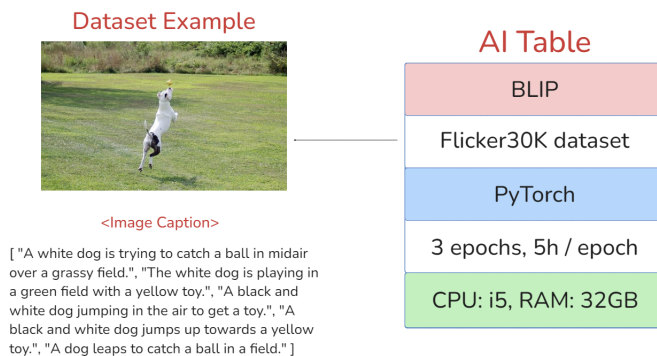 Dataset Example
<Image Caption>
[ "A white dog is trying to catch a ball in midair
over a grassy field.", "The white dog is playing in
a green field with a yellow toy.", "A black and
white dog jumping in the air to get a toy.", "A
black and white dog jumps up towards a yellow
toy.", "A dog leaps to catch a ball in a field." ]
AI Table
BLIP
Flicker30K dataset
PyTorch
3 epochs, 5h / epoch
CPU: i5, RAM: 32GB